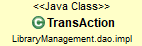 <<Java Class>>
C TransAction
LibraryManagement.dao.impl